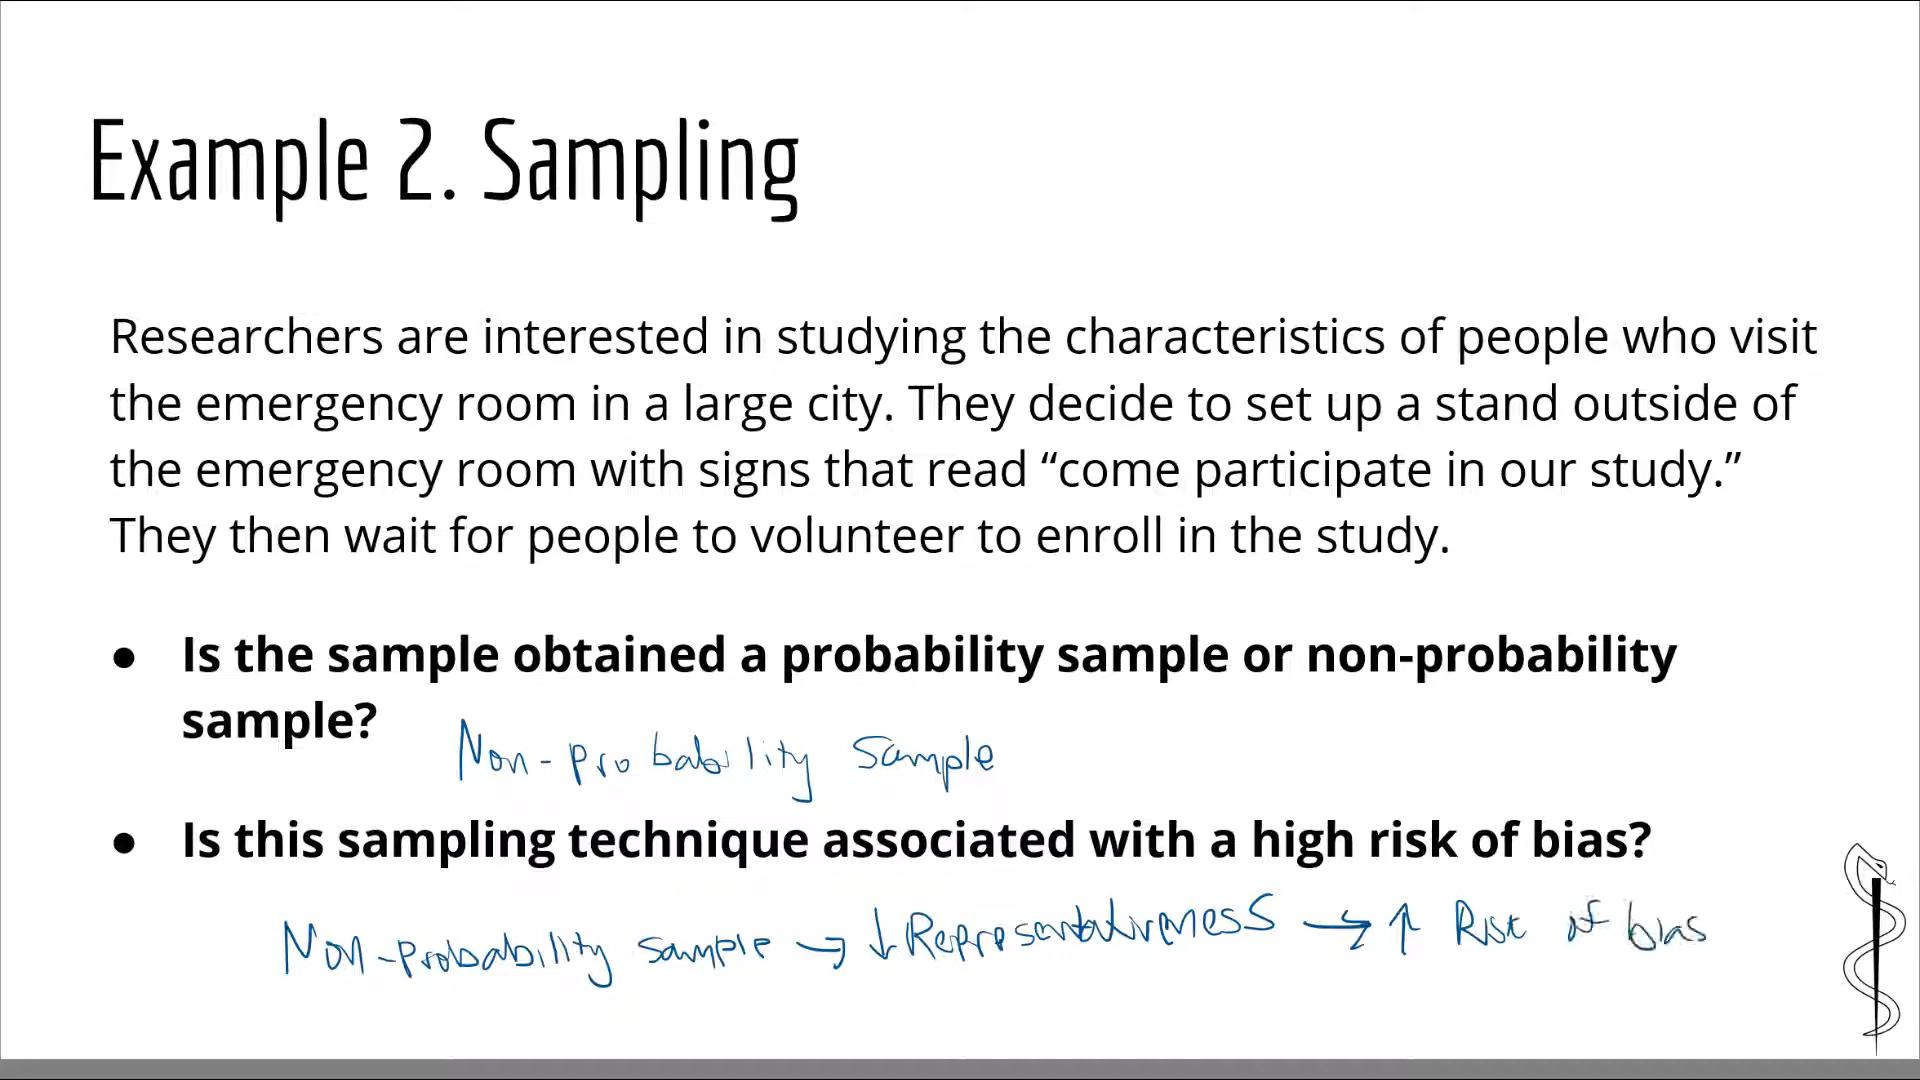 Example 2. Sampling
Researchers are interested in studying the characteristics of people who visit
the emergency room in a large city. They decide to set up a stand outside of
the emergency room with signs that read “come participate in our study.”
They then wait for people to volunteer to enroll in the study.
● Is the sample obtained a probability sample or non-probability
sample?
Non-probability sample
● Is this sampling technique associated with a high risk of bias?
Non-probability sample → ↓ Representativeness → ↑ Risk of bias